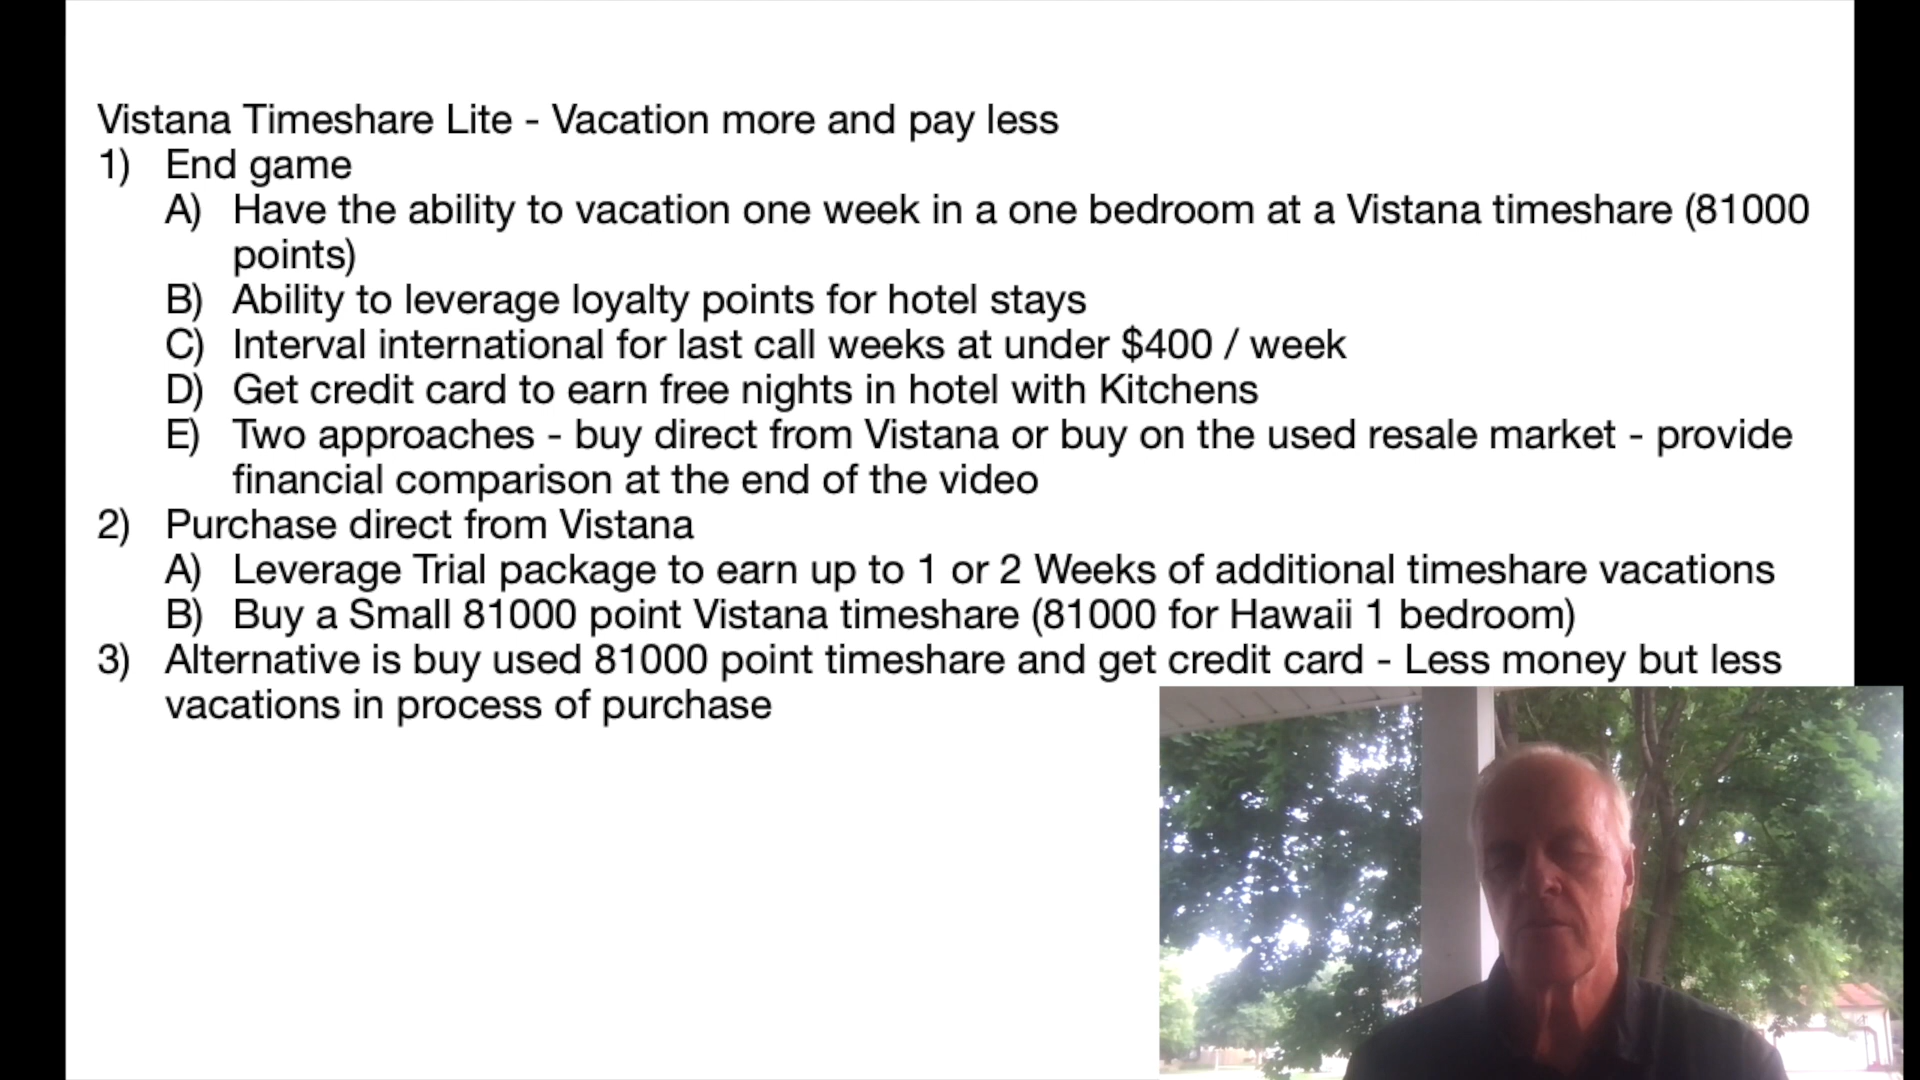 Vistana Timeshare Lite - Vacation more and pay less
1) End game
A) Have the ability to vacation one week in a one bedroom at a Vistana timeshare (81000
points)
B) Ability to leverage loyalty points for hotel stays
C) Interval international for last call weeks at under $400 / week
D) Get credit card to earn free nights in hotel with Kitchens
E) Two approaches - buy direct from Vistana or buy on the used resale market - provide
financial comparison at the end of the video
2) Purchase direct from Vistana
A) Leverage Trial package to earn up to 1 or 2 Weeks of additional timeshare vacations
B) Buy a Small 81000 point Vistana timeshare (81000 for Hawaii 1 bedroom)
3) Alternative is buy used 81000 point timeshare and get credit card - Less money but less
vacations in process of purchase